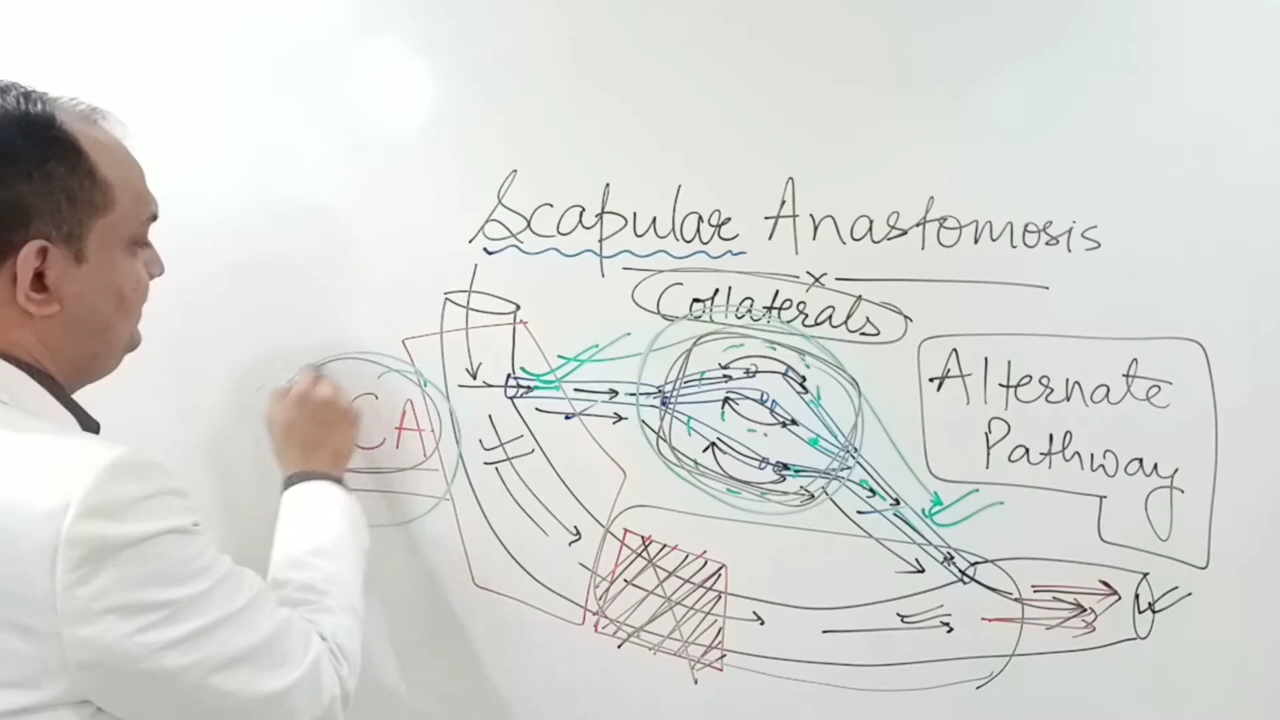 Scapular Anastomosis
Collaterals
Alternate
Pathway
CA